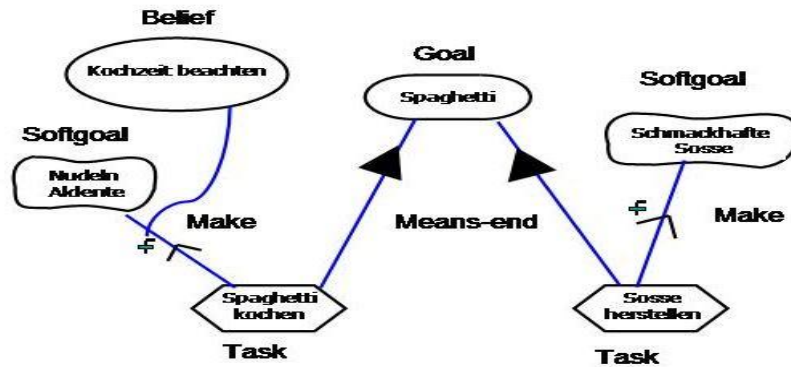 Belief
Kochzeit beachten
Goal
Spaghetti
Softgoal
Schmackhafte
Sosse
Softgoal
Nudeln
Aldente
Make
Means-end
Make
Spaghetti
kochen
Task
Sosse
herstellen
Task